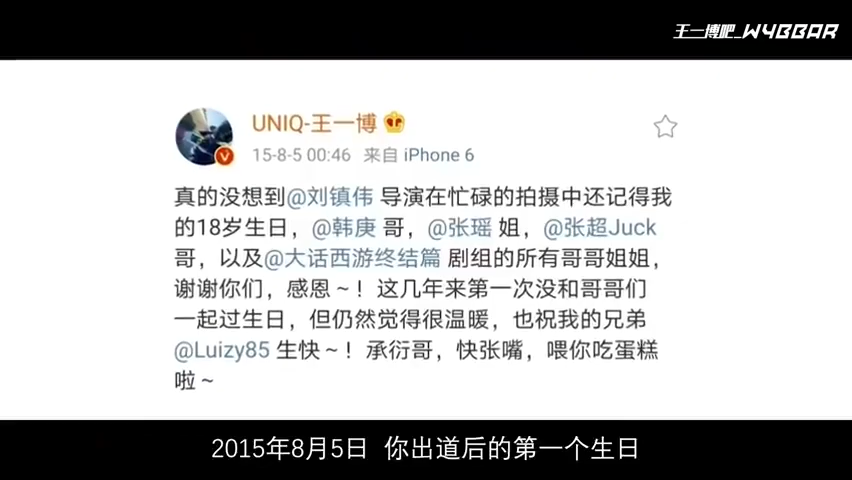 王一博吧_WYBBAR
UNIQ-王一博
15-8-5 00:46 来自 iPhone 6
真的没想到@刘镇伟 导演在忙碌的拍摄中还记得我
的18岁生日，@韩庚 哥，@张瑶 姐，@张超Juck
哥，以及@大话西游终结篇 剧组的所有哥哥姐姐，
谢谢你们，感恩～！这几年来第一次没和哥哥们
一起过生日，但仍然觉得很温暖，也祝我的兄弟
@Luizy85 生快～！承衍哥，快张嘴，喂你吃蛋糕
啦～
2015年8月5日 你出道后的第一个生日